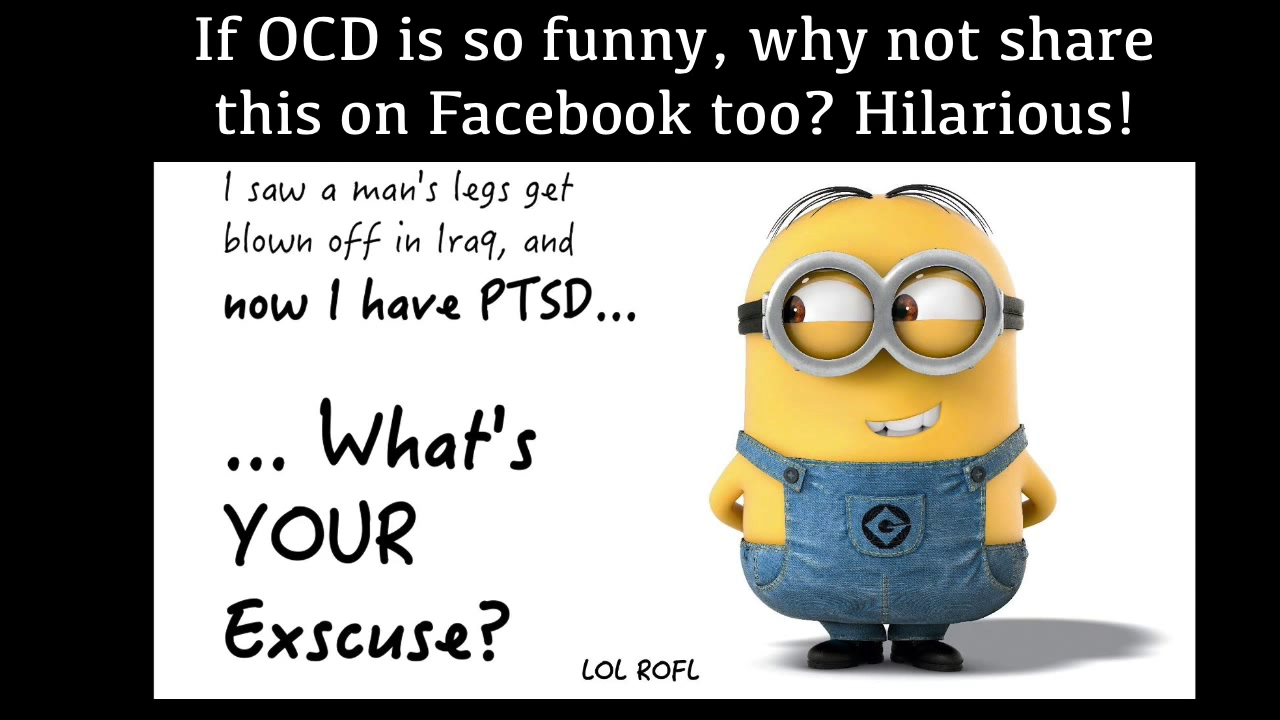 If OCD is so funny, why not share
this on Facebook too? Hilarious!
I saw a man's legs get
blown off in Iraq, and
now I have PTSD...
... What's
YOUR
Exscuse?
LOL ROFL